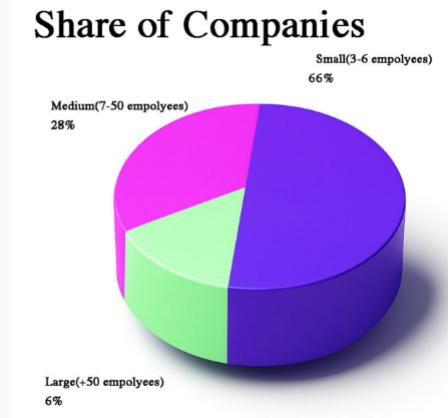 Share of Companies
Small(3-6 empolyees)
66%
Medium(7-50 empolyees)
28%
Large(+50 empolyees)
6%